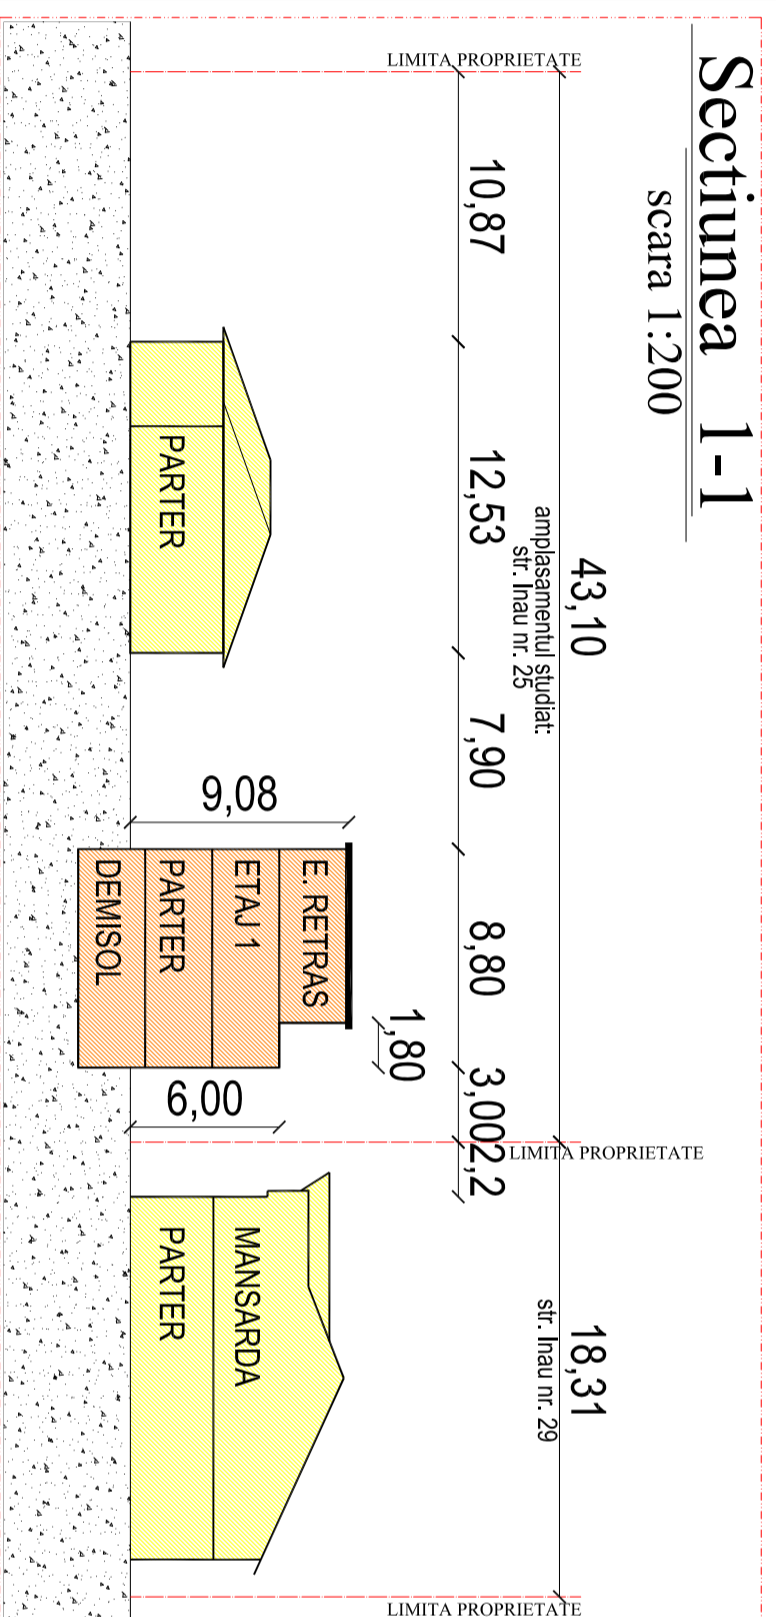 Sectiunea 1-1
scara 1:200
LIMITA PROPRIETATE
43,10
amplasamentul studiat:
str. Inau nr. 25
LIMITA PROPRIETATE
18,31
str. Inau nr. 29
LIMITA PROPRIETATE
10,87
12,53
7,90
8,80
3,00
2,2
1,80
9,08
6,00
PARTER
E. RETRAS
ETAJ 1
PARTER
DEMISOL
MANSARDA
PARTER